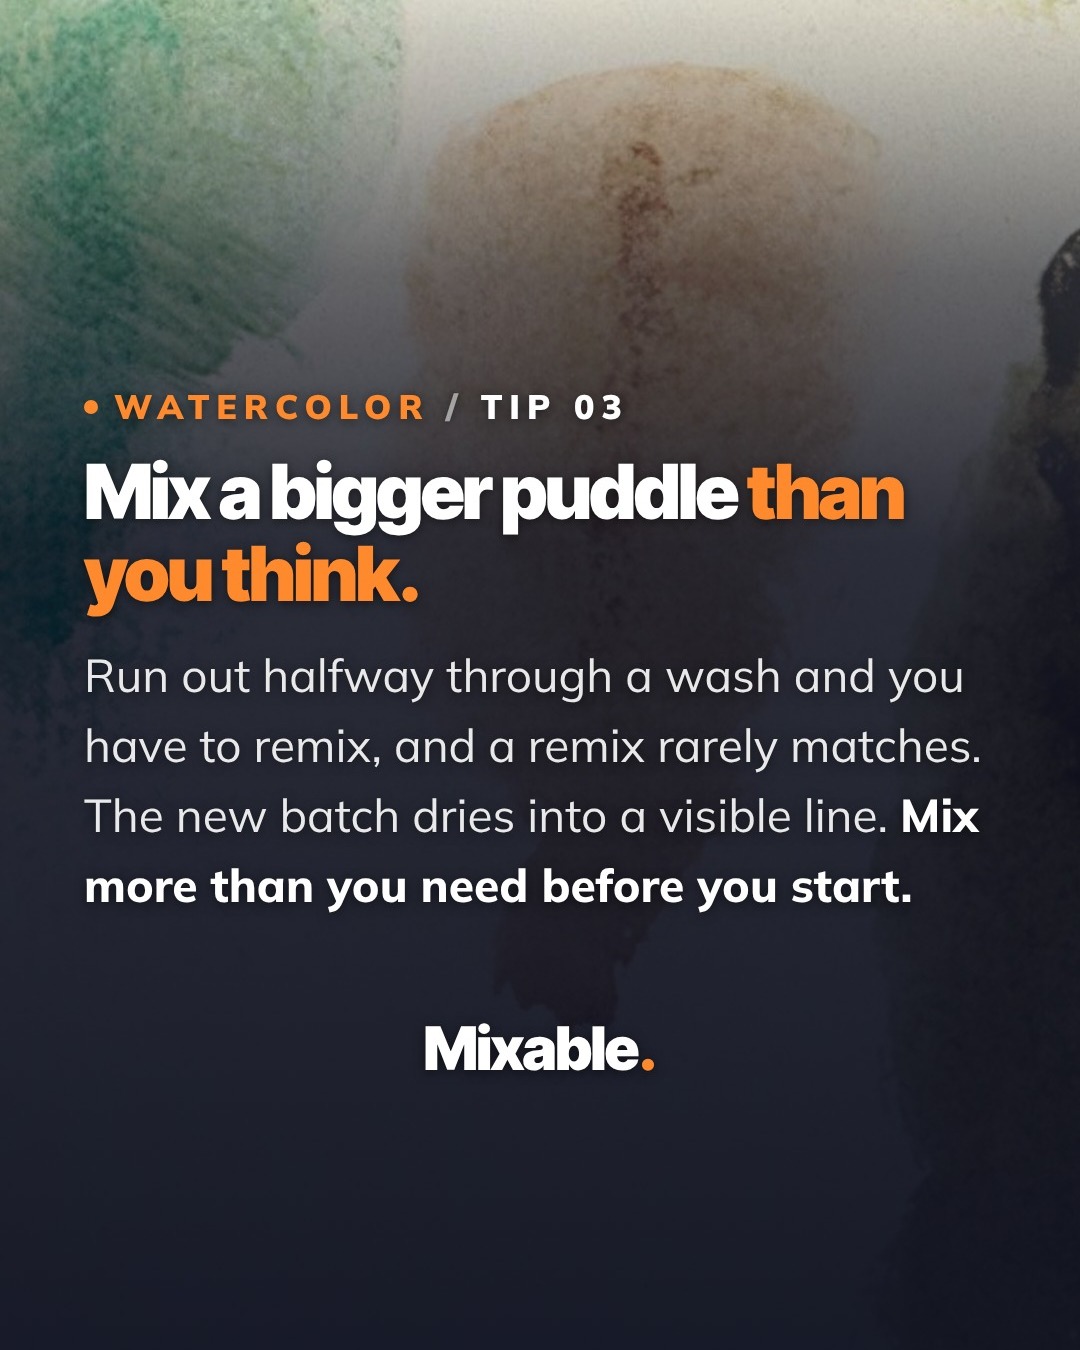 • WATERCOLOR / TIP 03
Mix a bigger puddle than
you think.
Run out halfway through a wash and you
have to remix, and a remix rarely matches.
The new batch dries into a visible line. Mix
more than you need before you start.
Mixable.